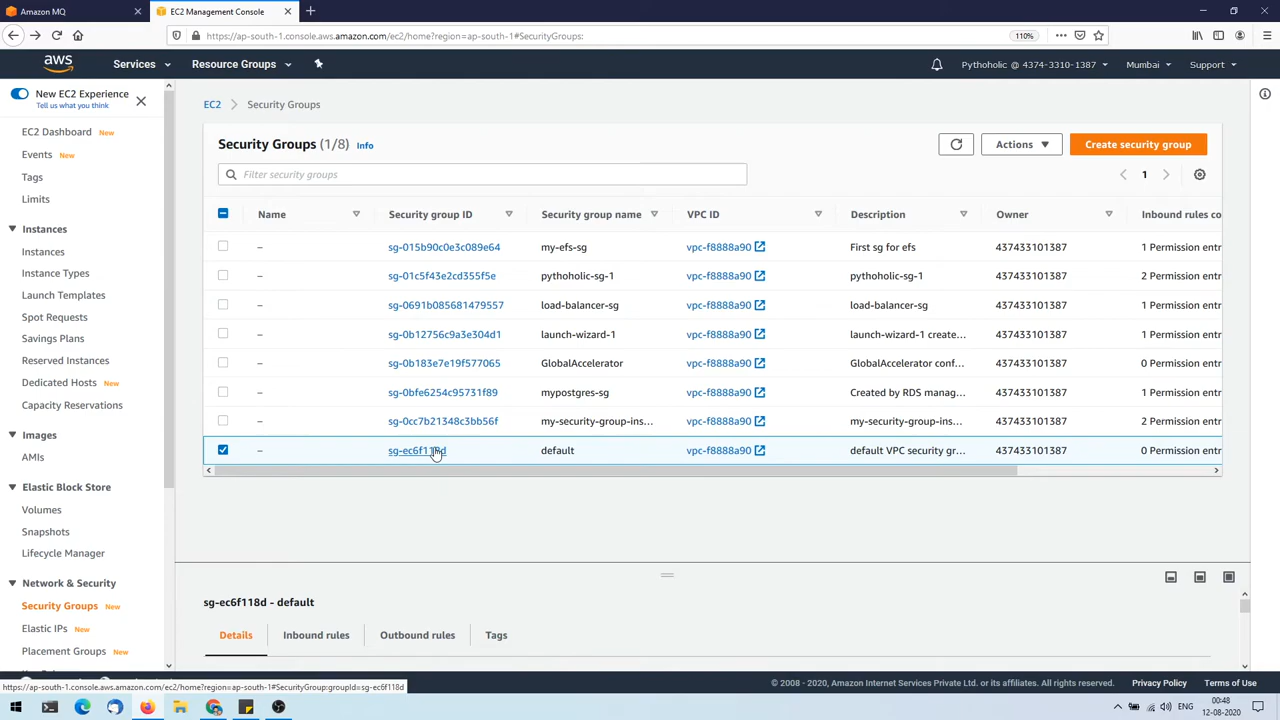 Amazon MQ
EC2 Management Console
https://ap-south-1.console.aws.amazon.com/ec2/home?region=ap-south-1#SecurityGroups:
110%
aws
Services
Resource Groups
Pythoholic @ 4374-3310-1387
Mumbai
Support
New EC2 Experience
Tell us what you think
EC2 Dashboard New
Events New
Tags
Limits
Instances
Instances
Instance Types
Launch Templates
Spot Requests
Savings Plans
Reserved Instances
Dedicated Hosts New
Capacity Reservations
Images
AMIs
Elastic Block Store
Volumes
Snapshots
Lifecycle Manager
Network & Security
Security Groups New
Elastic IPs New
Placement Groups New
EC2 > Security Groups
Security Groups (1/8) Info
Actions
Create security group
Filter security groups
1
Name Security group ID Security group name VPC ID Description Owner Inbound rules co
– sg-015b90c0e3c089e64 my-efs-sg vpc-f8888a90 First sg for efs 437433101387 1 Permission entr
– sg-01c5f43e2cd355f5e pythoholic-sg-1 vpc-f8888a90 pythoholic-sg-1 437433101387 2 Permission entr
– sg-0691b085681479557 load-balancer-sg vpc-f8888a90 load-balancer-sg 437433101387 1 Permission entr
– sg-0b12756c9a3e304d1 launch-wizard-1 vpc-f8888a90 launch-wizard-1 create... 437433101387 1 Permission entr
– sg-0b183e7e19f577065 GlobalAccelerator vpc-f8888a90 GlobalAccelerator conf... 437433101387 0 Permission entr
– sg-0bfe6254c95731f89 mypostgres-sg vpc-f8888a90 Created by RDS manag... 437433101387 1 Permission entr
– sg-0cc7b21348c3bb56f my-security-group-ins... vpc-f8888a90 my-security-group-ins... 437433101387 2 Permission entr
– sg-ec6f118d default vpc-f8888a90 default VPC security gr... 437433101387 0 Permission entr
sg-ec6f118d - default
Details
Inbound rules
Outbound rules
Tags
https://ap-south-1.console.aws.amazon.com/ec2/home?region=ap-south-1#SecurityGroup:groupId=sg-ec6f118d
© 2008 - 2020, Amazon Internet Services Private Ltd. or its affiliates. All rights reserved.
Privacy Policy
Terms of Use
ENG
00:48
12-08-2020